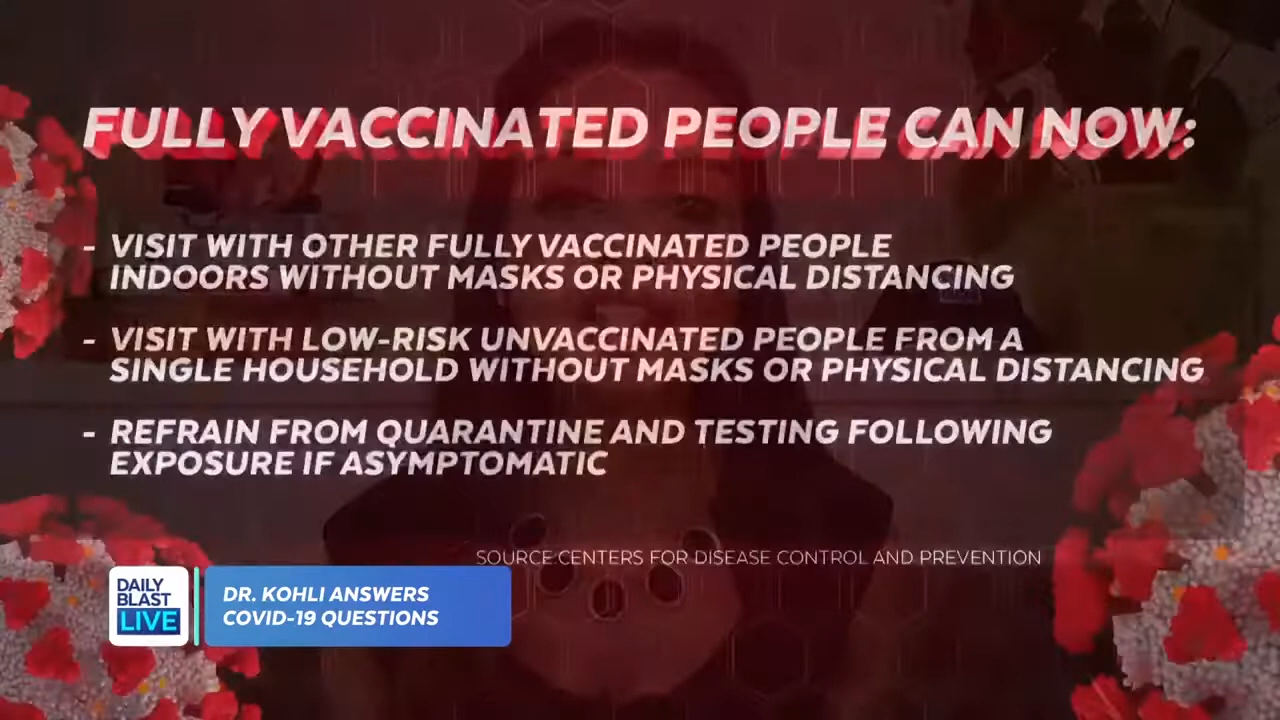 FULLY VACCINATED PEOPLE CAN NOW:
- VISIT WITH OTHER FULLY VACCINATED PEOPLE
INDOORS WITHOUT MASKS OR PHYSICAL DISTANCING
- VISIT WITH LOW-RISK UNVACCINATED PEOPLE FROM A
SINGLE HOUSEHOLD WITHOUT MASKS OR PHYSICAL DISTANCING
- REFRAIN FROM QUARANTINE AND TESTING FOLLOWING
EXPOSURE IF ASYMPTOMATIC
SOURCE:CENTERS FOR DISEASE CONTROL AND PREVENTION
DAILY
BLAST
LIVE
DR. KOHLI ANSWERS
COVID-19 QUESTIONS